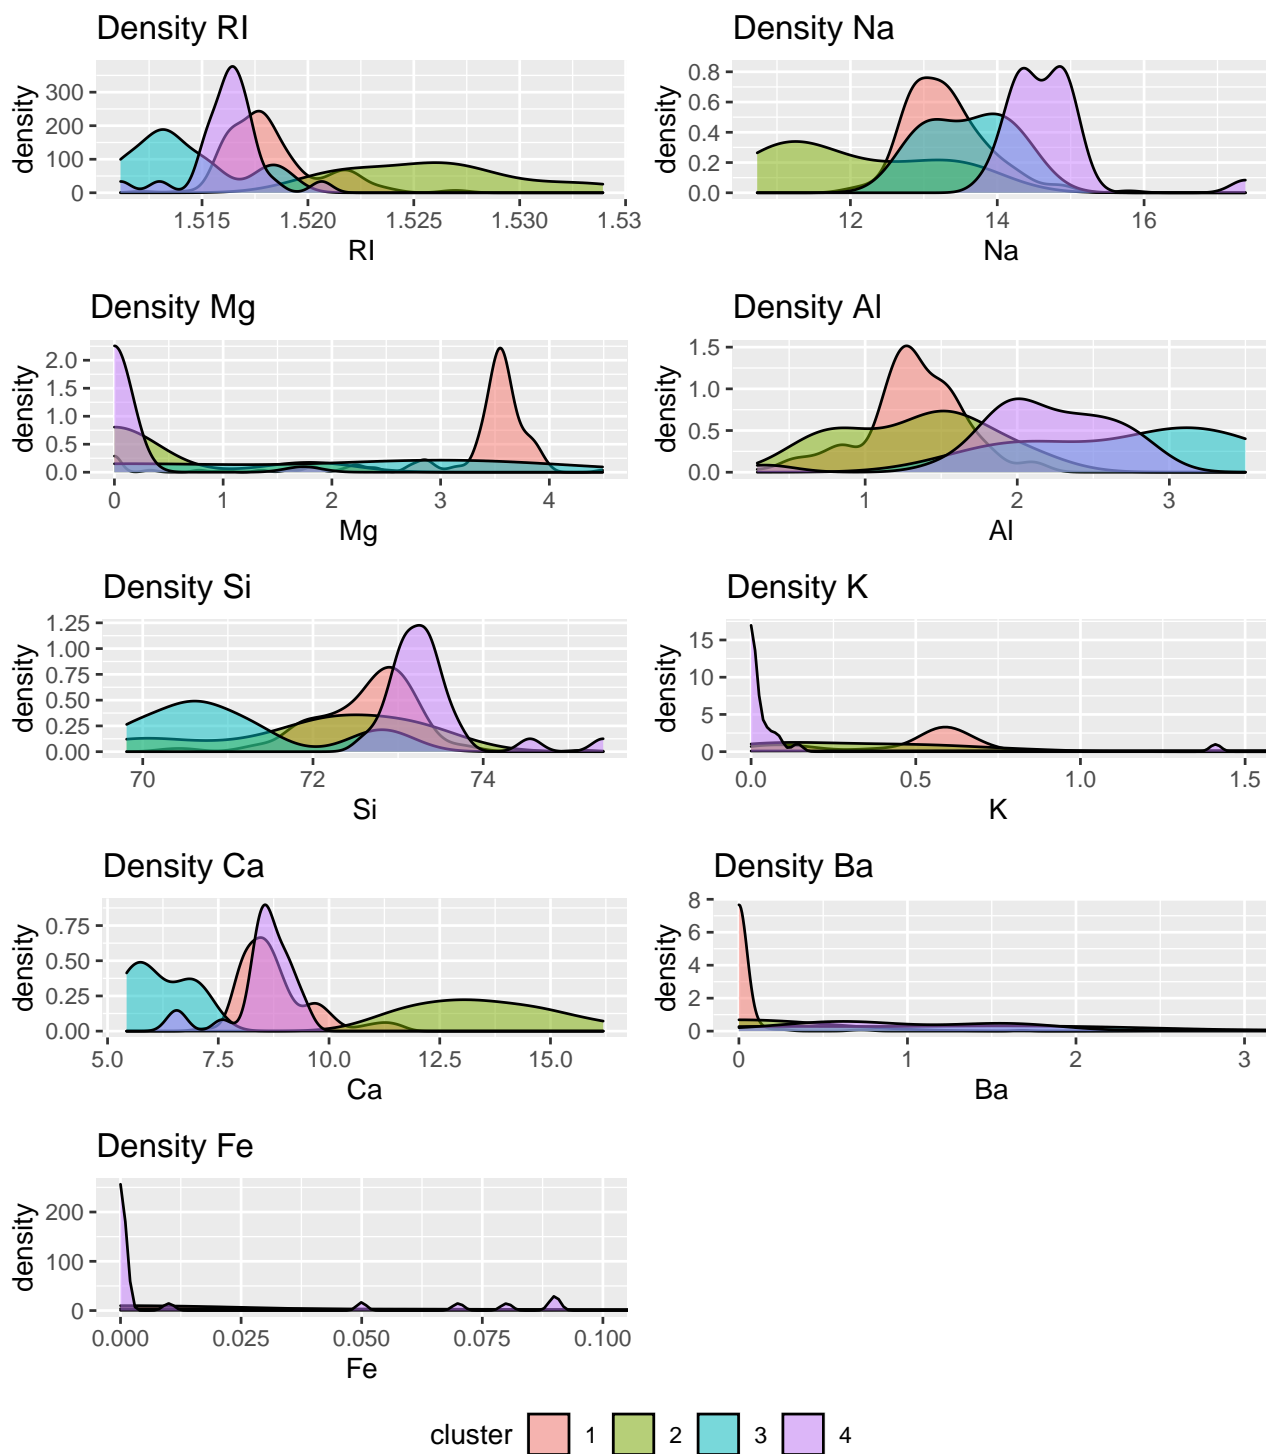 Density RI
density
300
200
100
0
1.515 1.520 1.525 1.530 1.53
RI
Density Na
density
0.8
0.6
0.4
0.2
0.0
12 14 16
Na
Density Mg
density
2.0
1.5
1.0
0.5
0.0
0 1 2 3 4
Mg
Density Al
density
1.5
1.0
0.5
0.0
1 2 3
Al
Density Si
density
1.25
1.00
0.75
0.50
0.25
0.00
70 72 74
Si
Density K
density
15
10
5
0
0.0 0.5 1.0 1.5
K
Density Ca
density
0.75
0.50
0.25
0.00
5.0 7.5 10.0 12.5 15.0
Ca
Density Ba
density
8
6
4
2
0
0 1 2 3
Ba
Density Fe
density
200
100
0
0.000 0.025 0.050 0.075 0.100
Fe
cluster 1 2 3 4